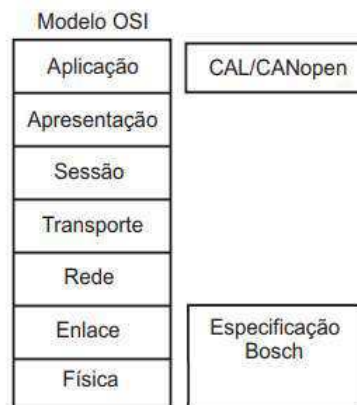 Modelo OSI
Aplicação
CAL/CANopen
Apresentação
Sessão
Transporte
Rede
Enlace
Especificação
Bosch
Física